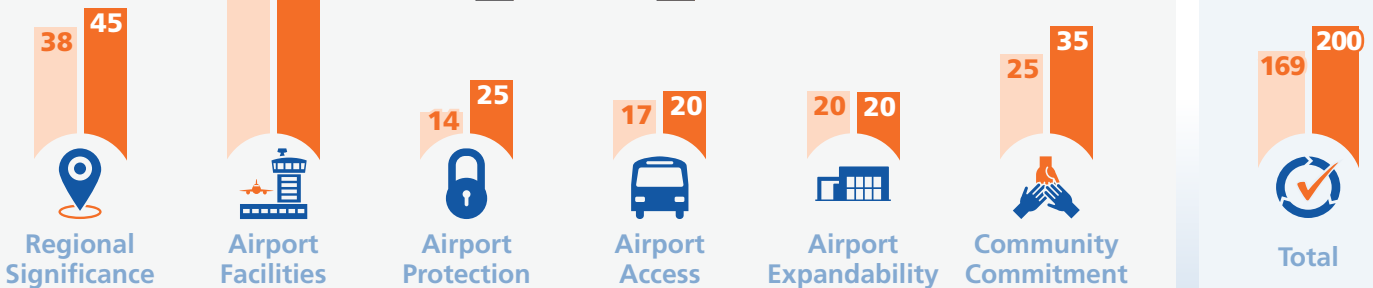 38 45
14 25
17 20
20 20
25 35
169 200
Regional
Significance
Airport
Facilities
Airport
Protection
Airport
Access
Airport
Expandability
Community
Commitment
Total